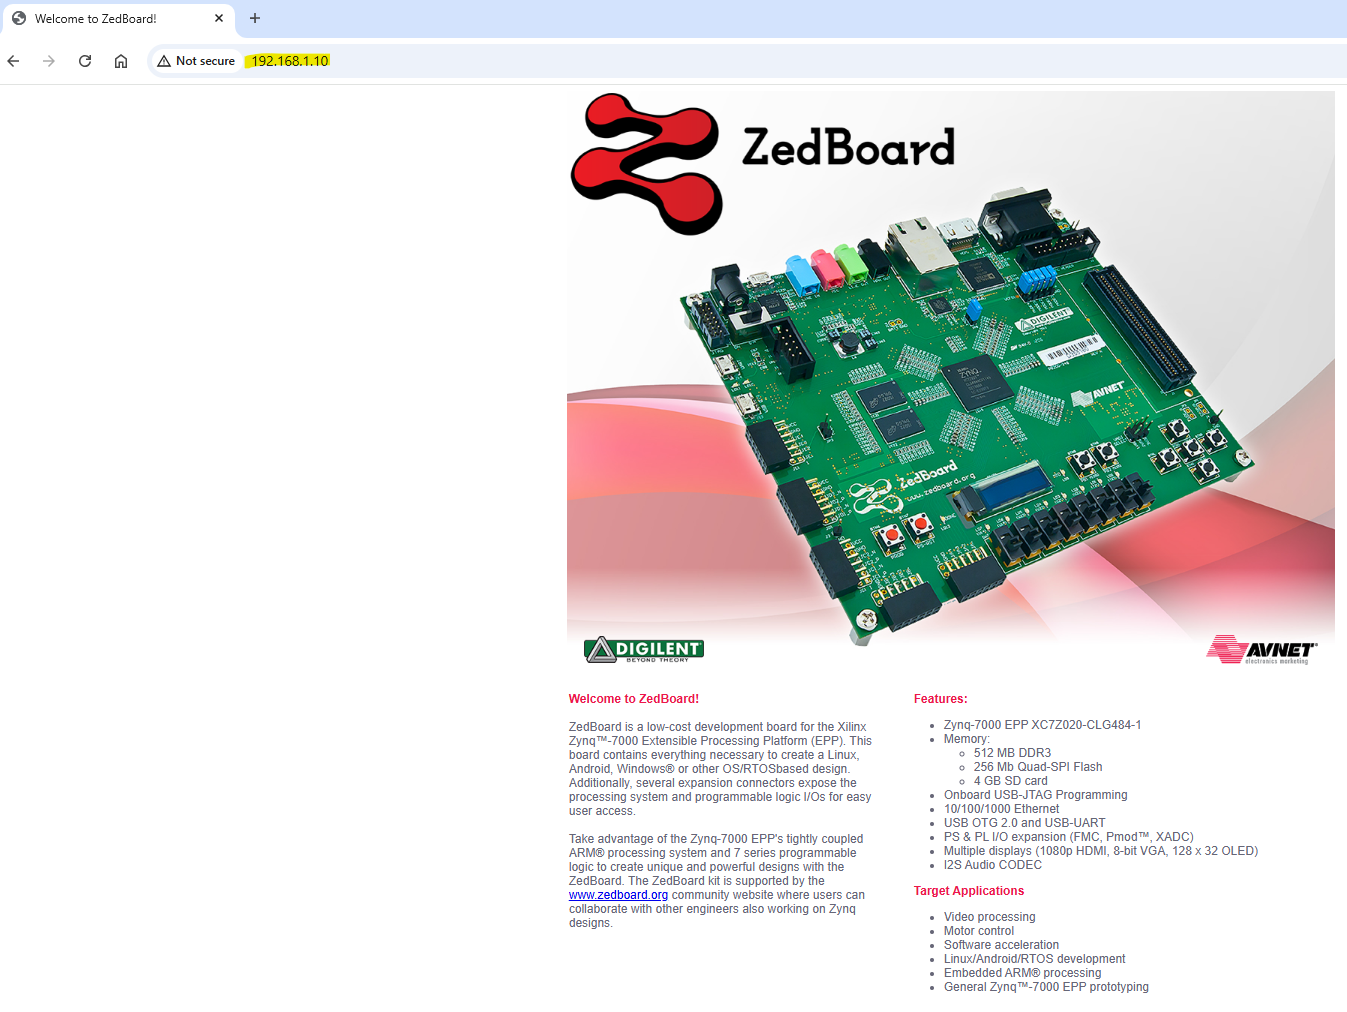 Welcome to ZedBoard!
Not secure
192.168.1.10
ZedBoard
DIGILENT
AVNET
Zynq
ZedBoard
www.zedboard.org
DIGILENT
BEYOND THEORY
AVNET
electronics marketing
Welcome to ZedBoard!
ZedBoard is a low-cost development board for the Xilinx
Zynq™-7000 Extensible Processing Platform (EPP). This
board contains everything necessary to create a Linux,
Android, Windows® or other OS/RTOSbased design.
Additionally, several expansion connectors expose the
processing system and programmable logic I/Os for easy
user access.
Take advantage of the Zynq-7000 EPP's tightly coupled
ARM® processing system and 7 series programmable
logic to create unique and powerful designs with the
ZedBoard. The ZedBoard kit is supported by the
www.zedboard.org community website where users can
collaborate with other engineers also working on Zynq
designs.
Features:
Zynq-7000 EPP XC7Z020-CLG484-1
Memory:
512 MB DDR3
256 Mb Quad-SPI Flash
4 GB SD card
Onboard USB-JTAG Programming
10/100/1000 Ethernet
USB OTG 2.0 and USB-UART
PS & PL I/O expansion (FMC, Pmod™, XADC)
Multiple displays (1080p HDMI, 8-bit VGA, 128 x 32 OLED)
I2S Audio CODEC
Target Applications
Video processing
Motor control
Software acceleration
Linux/Android/RTOS development
Embedded ARM® processing
General Zynq™-7000 EPP prototyping